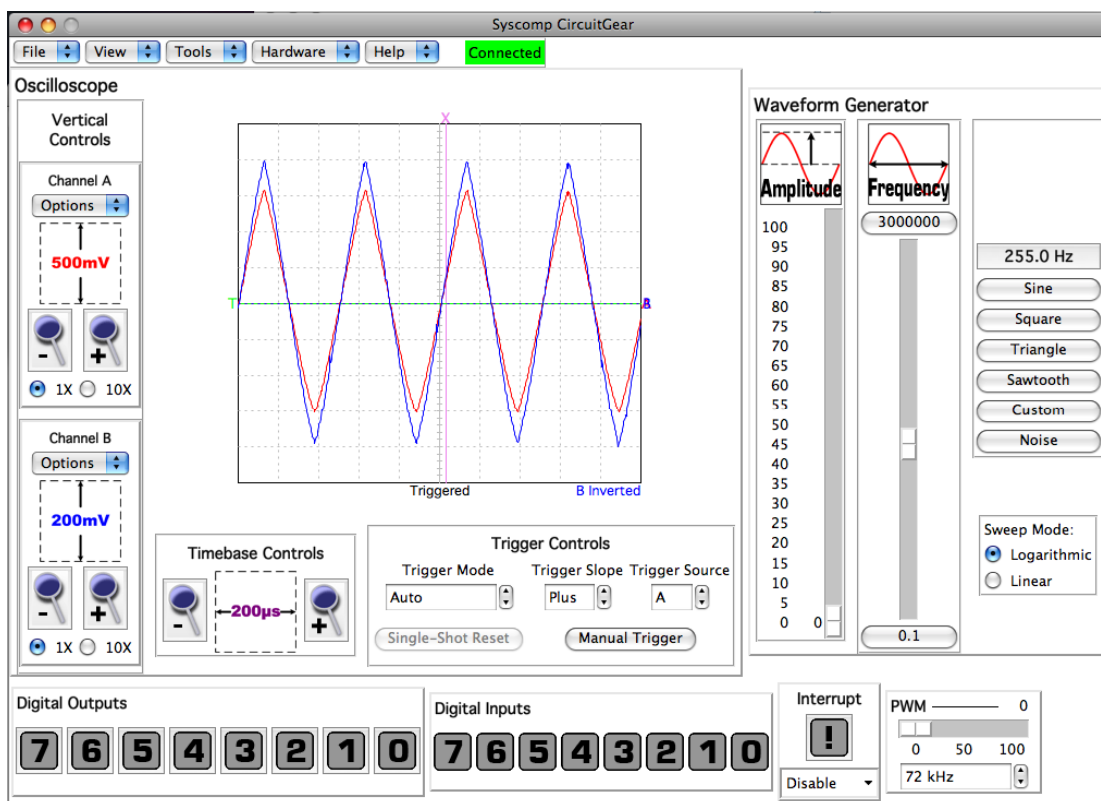 Syscomp CircuitGear
File View Tools Hardware Help Connected
Oscilloscope
Vertical
Controls
Channel A
Options
500mV
- +
1X 10X
Channel B
Options
200mV
- +
1X 10X
X
T
Triggered B Inverted
Timebase Controls
- 200µs +
Trigger Controls
Trigger Mode Trigger Slope Trigger Source
Auto Plus A
Single-Shot Reset Manual Trigger
Waveform Generator
Amplitude
100
95
90
85
80
75
70
65
60
55
50
45
40
35
30
25
20
15
10
5
0 0
Frequency
3000000
0.1
255.0 Hz
Sine
Square
Triangle
Sawtooth
Custom
Noise
Sweep Mode:
Logarithmic
Linear
Digital Outputs
7 6 5 4 3 2 1 0
Digital Inputs
7 6 5 4 3 2 1 0
Interrupt
!
Disable
PWM 0
0 50 100
72 kHz